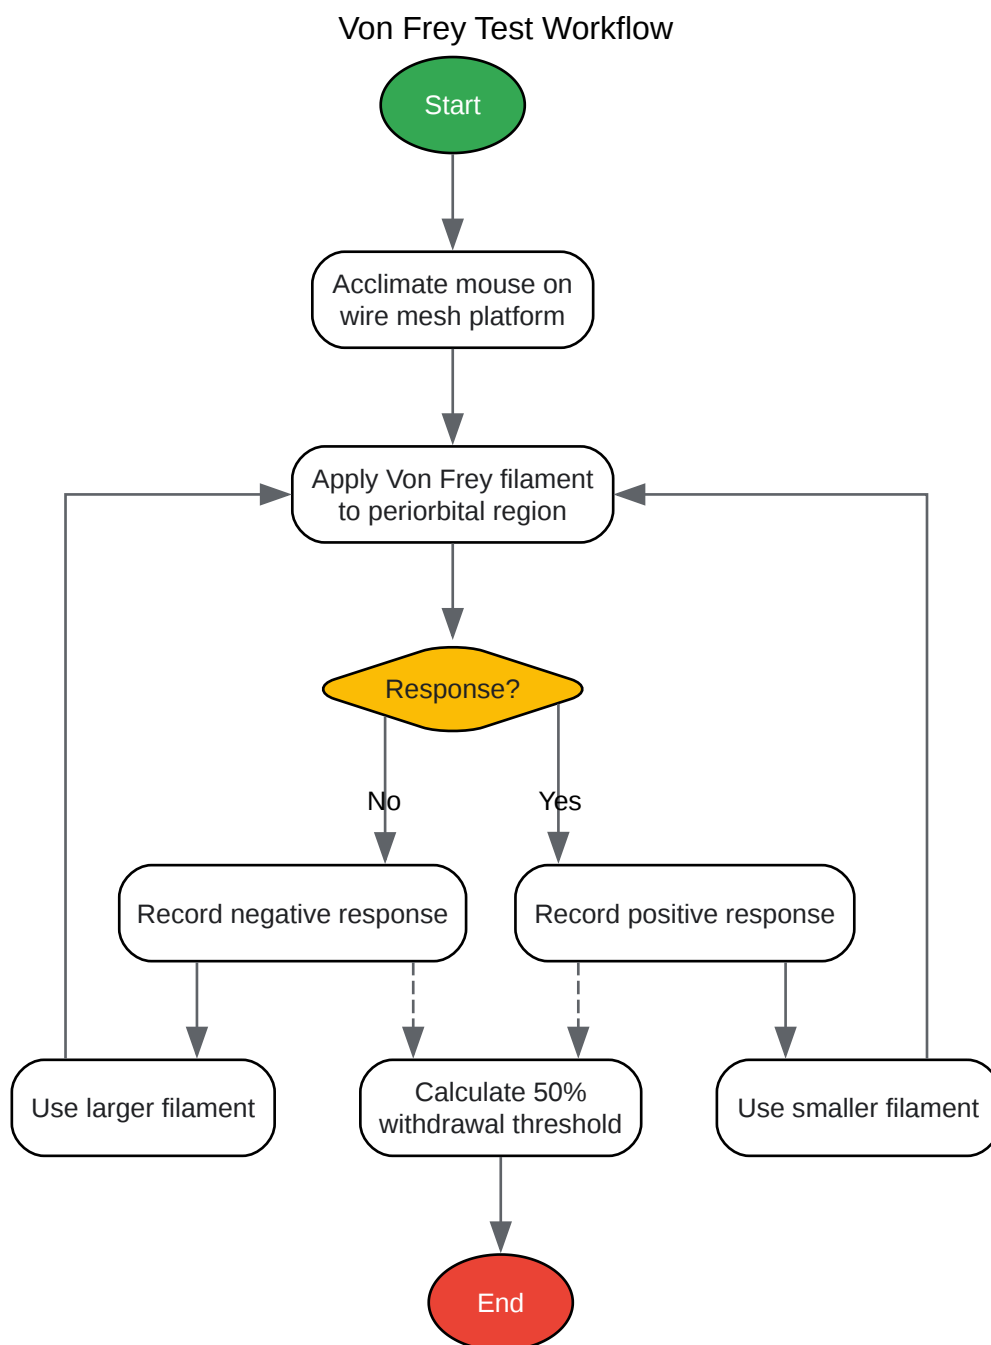 Von Frey Test Workflow
Start
Acclimate mouse on
wire mesh platform
Apply Von Frey filament
to periorbital region
Response?
No
Yes
Record negative response
Record positive response
Use larger filament
Calculate 50%
withdrawal threshold
Use smaller filament
End